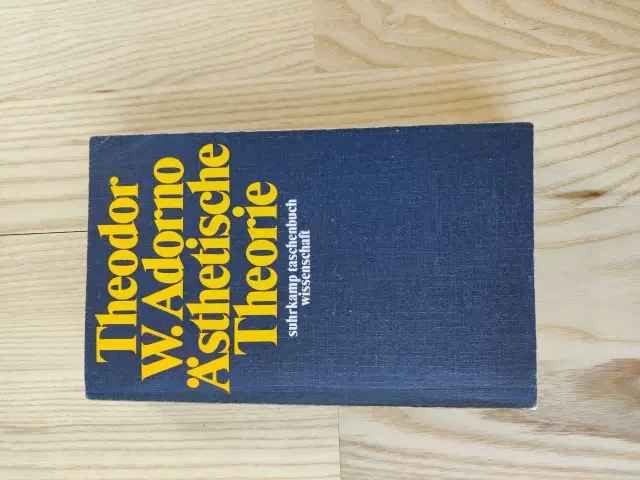 Theodor
W. Adorno
Ästhetische
Theorie
suhrkamp taschenbuch
wissenschaft